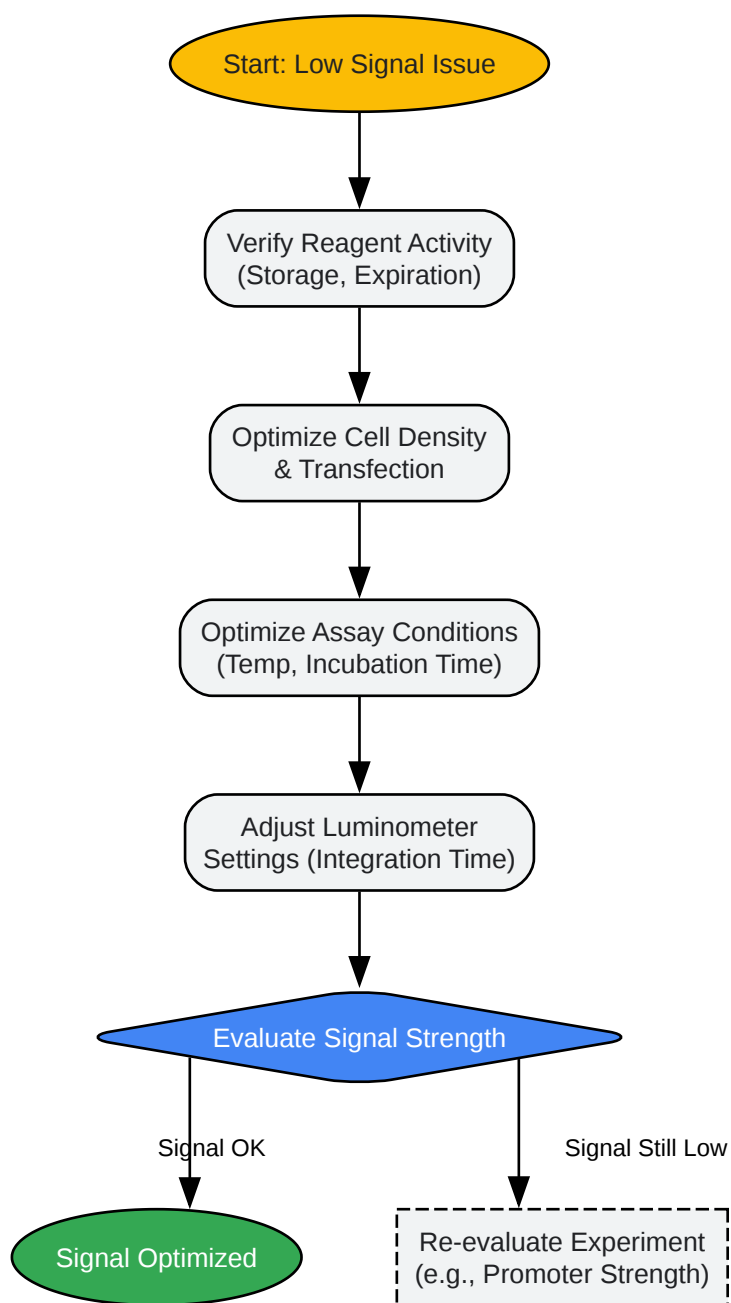 Start: Low Signal Issue
Verify Reagent Activity
(Storage, Expiration)
Optimize Cell Density
& Transfection
Optimize Assay Conditions
(Temp, Incubation Time)
Adjust Luminometer
Settings (Integration Time)
Evaluate Signal Strength
Signal OK
Signal Still Low
Signal Optimized
Re-evaluate Experiment
(e.g., Promoter Strength)